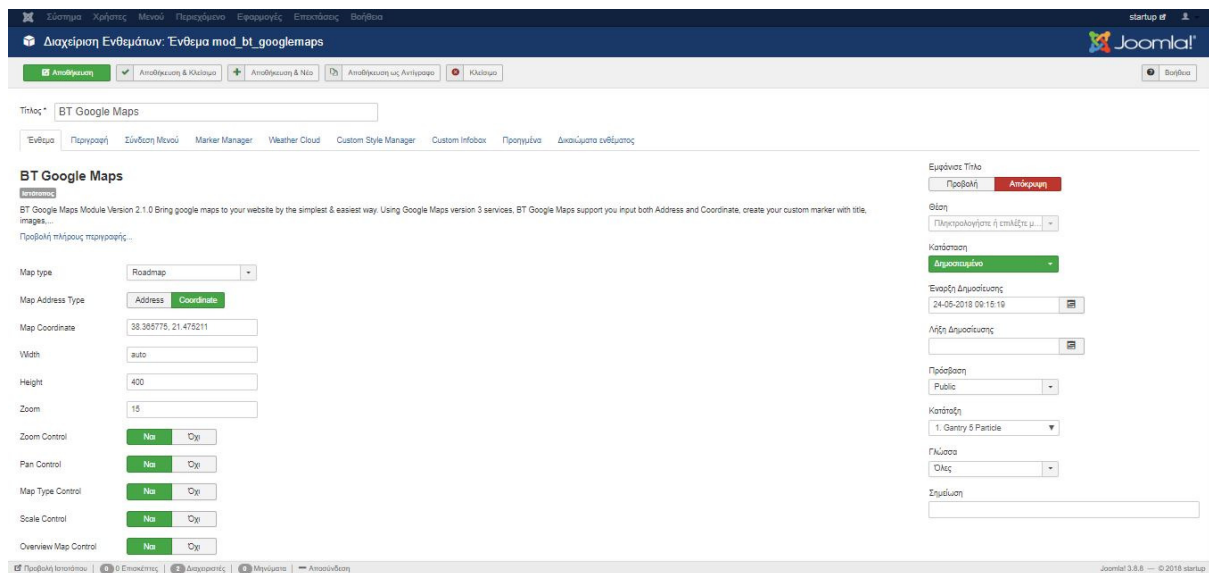 Σύστημα Χρήστες Μενού Περιεχόμενο Εφαρμογές Επεκτάσεις Βοήθεια startup
Διαχείριση Ενθεμάτων: Ένθεμα mod_bt_googlemaps Joomla!
Αποθήκευση Αποθήκευση & Κλείσιμο Αποθήκευση & Νέο Αποθήκευση ως Αντίγραφο Κλείσιμο Βοήθεια
Τίτλος * BT Google Maps
Ένθεμα Περιγραφή Σύνδεση Μενού Marker Manager Weather Cloud Custom Style Manager Custom Infobox Προηγμένα Δικαιώματα ενθέματος
BT Google Maps
Ιστότοπος
BT Google Maps Module Version 2.1.0 Bring google maps to your website by the simplest & easiest way. Using Google Maps version 3 services, BT Google Maps support you input both Address and Coordinate, create your custom marker with title,
images,...
Προβολή πλήρους περιγραφής...
Map type Roadmap
Map Address Type Address Coordinate
Map Coordinate 38.365775, 21.475211
Width auto
Height 400
Zoom 15
Zoom Control Ναι Όχι
Pan Control Ναι Όχι
Map Type Control Ναι Όχι
Scale Control Ναι Όχι
Overview Map Control Ναι Όχι
Εμφάνισε Τίτλο
Προβολή Απόκρυψη
Θέση
Πληκτρολογήστε ή επιλέξτε μ...
Κατάσταση
Δημοσιευμένο
Έναρξη Δημοσίευσης
24-05-2018 09:15:19
Λήξη Δημοσίευσης
Πρόσβαση
Public
Κατάταξη
1. Gantry 5 Particle
Γλώσσα
Όλες
Σημείωση
Προβολή Ιστοτόπου 0 0 Επισκέπτες 2 Διαχειριστές 0 Μηνύματα Αποσύνδεση Joomla! 3.8.8 — © 2018 startup